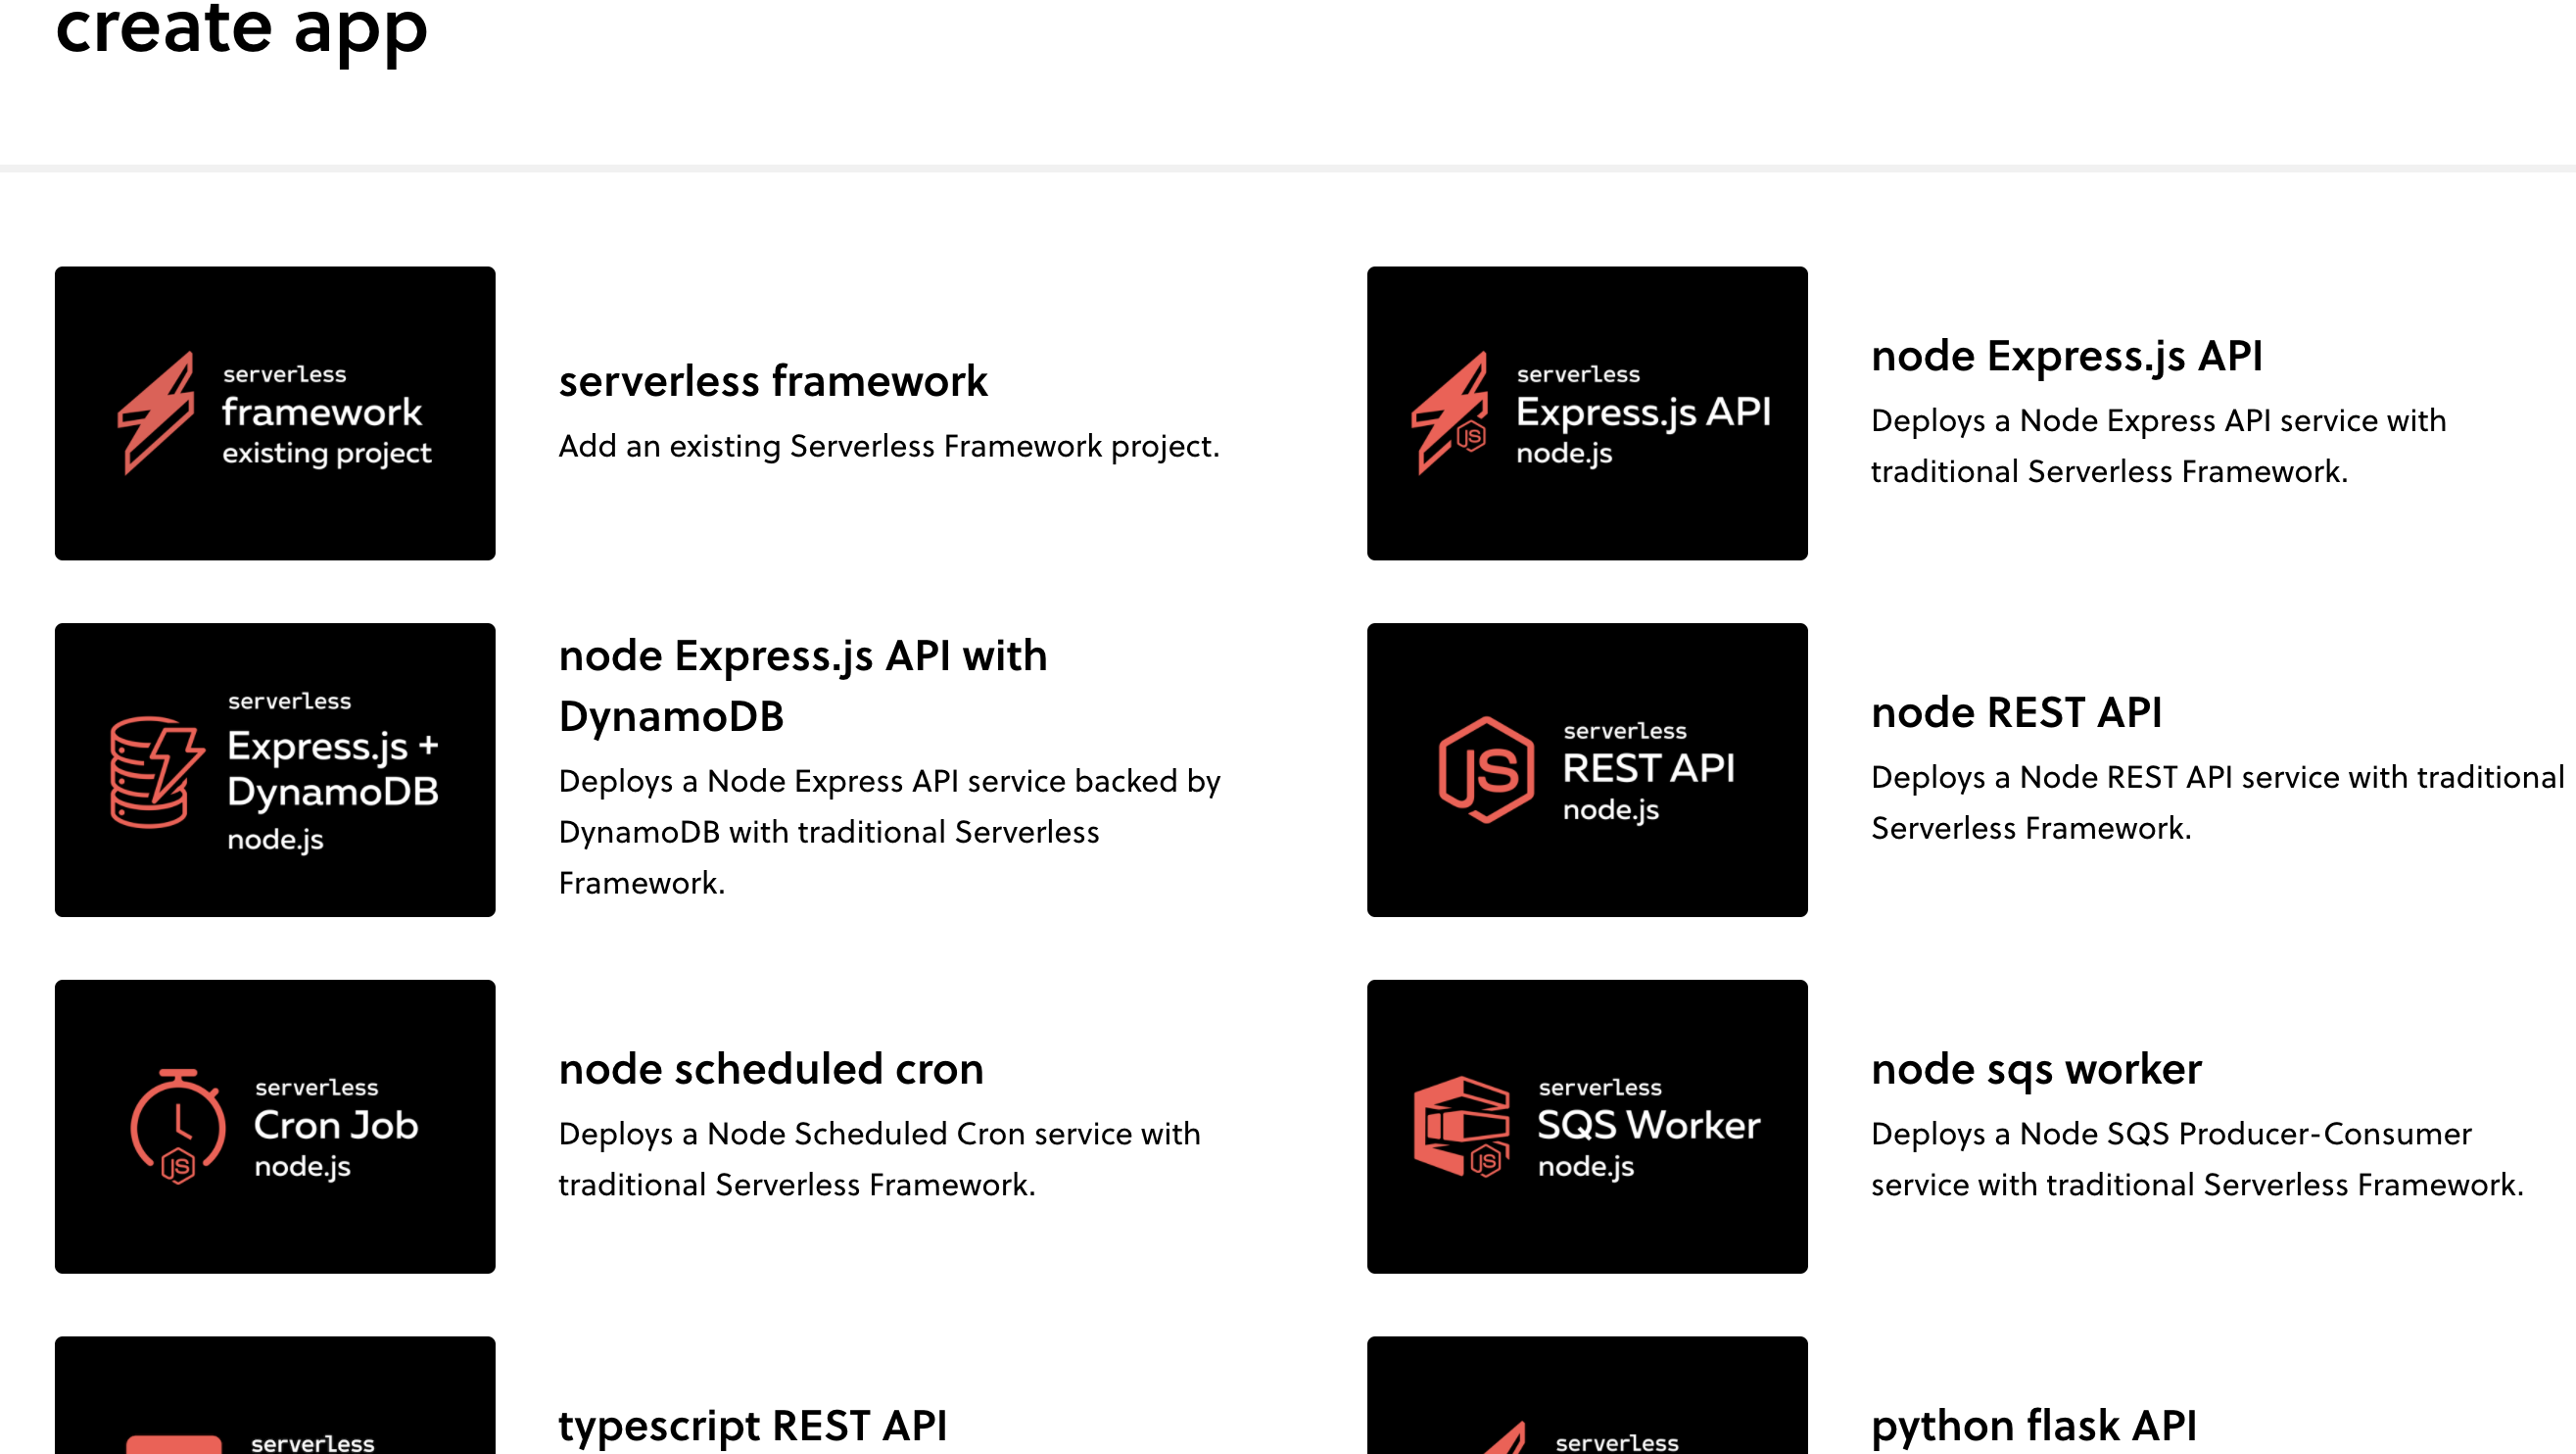 create app
serverless
framework
existing project
serverless framework
Add an existing Serverless Framework project.
serverless
Express.js API
node.js
JS
node Express.js API
Deploys a Node Express API service with
traditional Serverless Framework.
serverless
Express.js +
DynamoDB
node.js
node Express.js API with
DynamoDB
Deploys a Node Express API service backed by
DynamoDB with traditional Serverless
Framework.
JS
serverless
REST API
node.js
node REST API
Deploys a Node REST API service with traditional
Serverless Framework.
serverless
Cron Job
node.js
JS
node scheduled cron
Deploys a Node Scheduled Cron service with
traditional Serverless Framework.
serverless
SQS Worker
node.js
JS
node sqs worker
Deploys a Node SQS Producer-Consumer
service with traditional Serverless Framework.
serverless
typescript REST API
serverless
python flask API